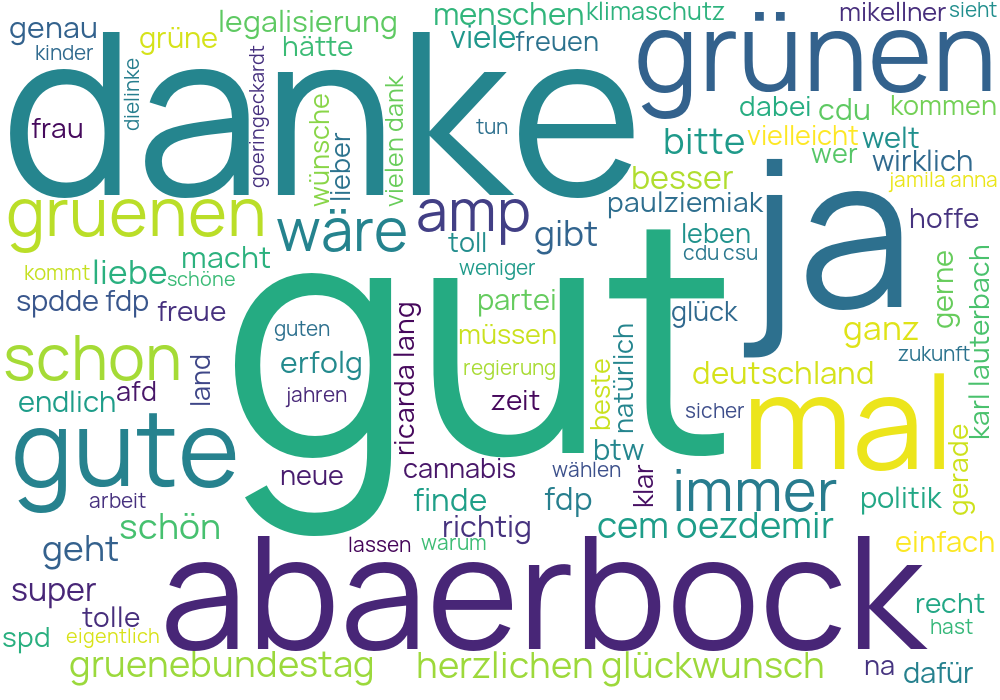 genau
kinder
grüne
legalisierung
hätte
menschen
klimaschutz
viele
freuen
mikellner
sieht
danke
grünen
frau
dielinke
goeringeckardt
wünsche
lieber
vielen dank
tun
dabei
cdu
kommen
bitte
vielleicht
welt
wer
wirklich
besser
jamila anna
gruenen
wäre
amp
paulziemiak
ja
hoffe
toll
gibt
leben
cdu csu
macht
kommt
liebe
schöne
weniger
spdde fdp
freue
gut
partei
glück
gerne
karl lauterbach
guten
müssen
ganz
schon
erfolg
ricarda lang
zukunft
land
regierung
natürlich
beste
deutschland
afd
jahren
endlich
zeit
sicher
mal
gute
btw
neue
cannabis
wählen
klar
immer
gerade
arbeit
finde
fdp
politik
schön
richtig
cem oezdemir
geht
lassen
warum
einfach
super
abaerbock
tolle
recht
spd
eigentlich
hast
gruenebundestag
herzlichen glückwunsch
na
dafür